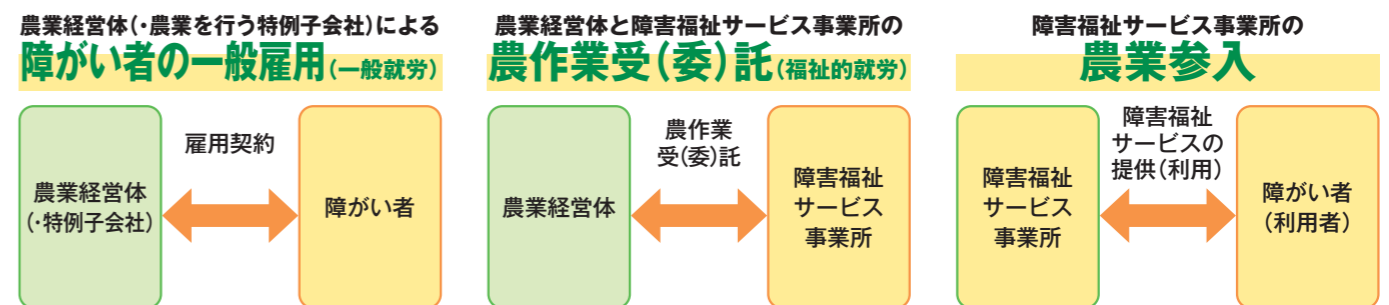 農業経営体(・農業を行う特例子会社)による
障がい者の一般雇用(一般就労)
農業経営体
(・特例子会社)
雇用契約
障がい者
農業経営体と障害福祉サービス事業所の
農作業受(委)託(福祉的就労)
農業経営体
農作業
受(委)託
障害福祉
サービス
事業所
障害福祉サービス事業所の
農業参入
障害福祉
サービス
事業所
障害福祉
サービスの
提供(利用)
障がい者
(利用者)